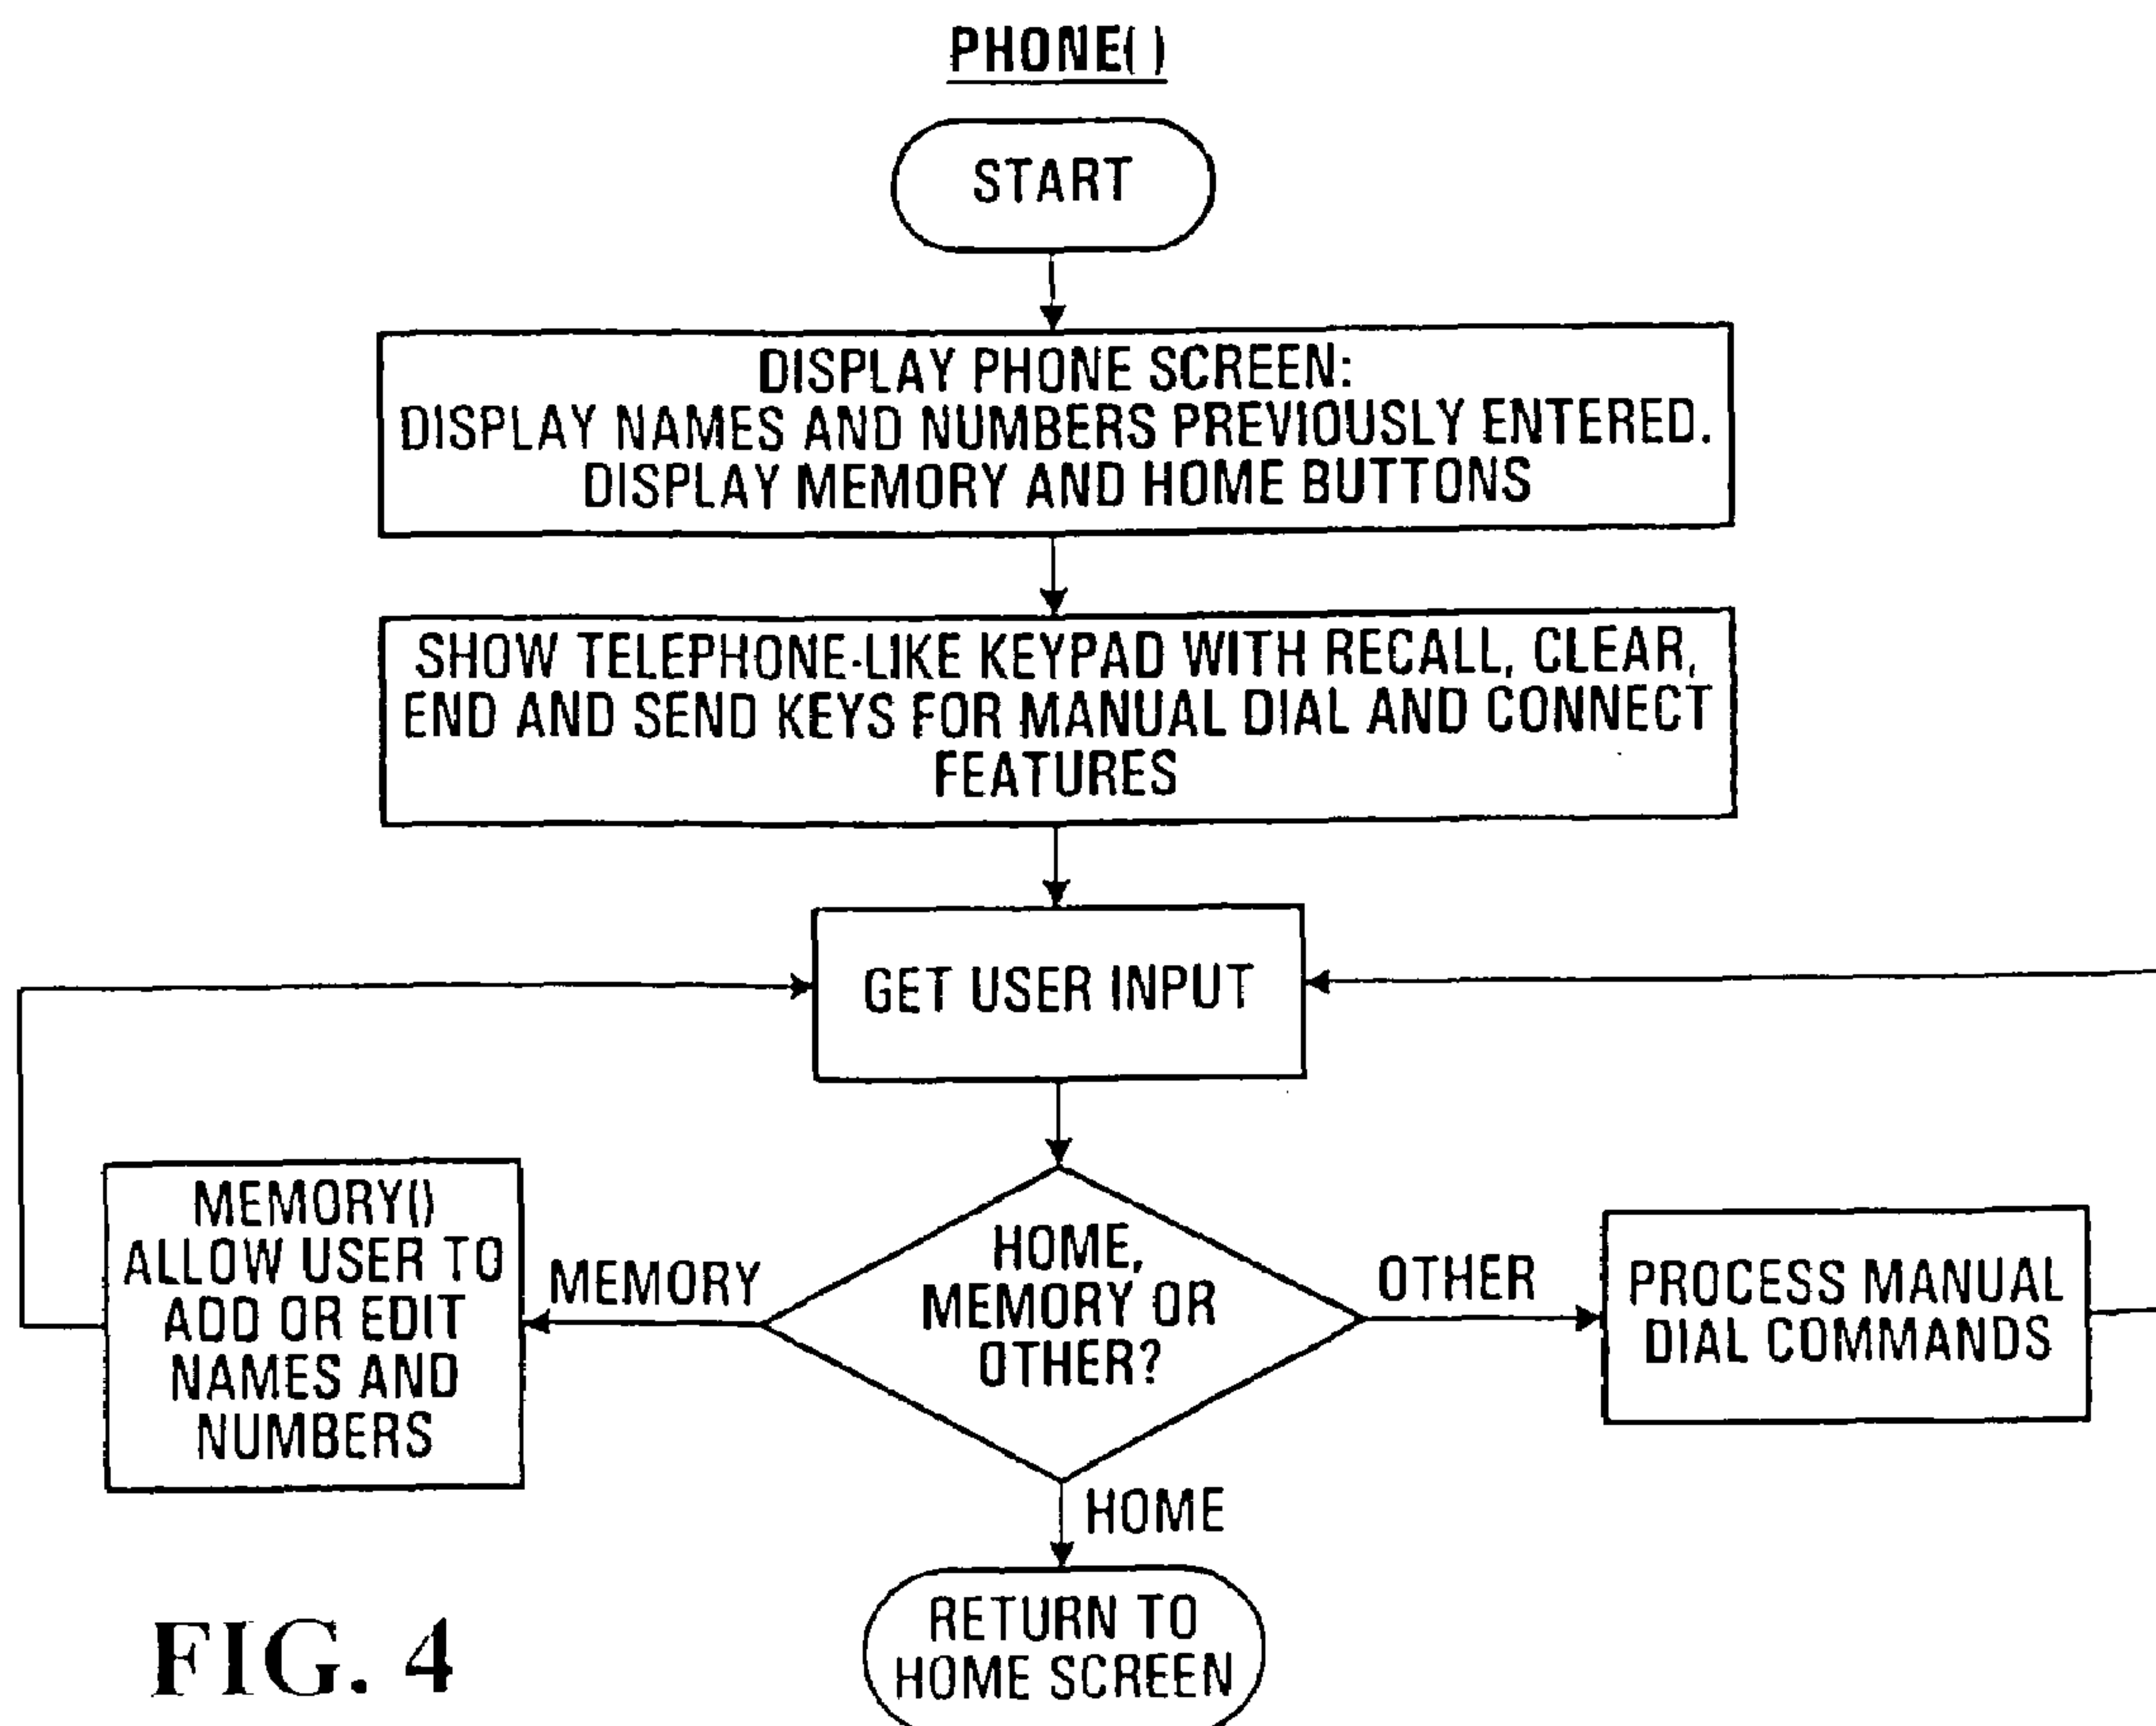 PHONE( )
START
DISPLAY PHONE SCREEN:
DISPLAY NAMES AND NUMBERS PREVIOUSLY ENTERED.
DISPLAY MEMORY AND HOME BUTTONS
SHOW TELEPHONE-LIKE KEYPAD WITH RECALL, CLEAR,
END AND SEND KEYS FOR MANUAL DIAL AND CONNECT
FEATURES
GET USER INPUT
MEMORY()
ALLOW USER TO
ADD OR EDIT
NAMES AND
NUMBERS
MEMORY
HOME,
MEMORY OR
OTHER?
OTHER
PROCESS MANUAL
DIAL COMMANDS
HOME
RETURN TO
HOME SCREEN
FIG. 4